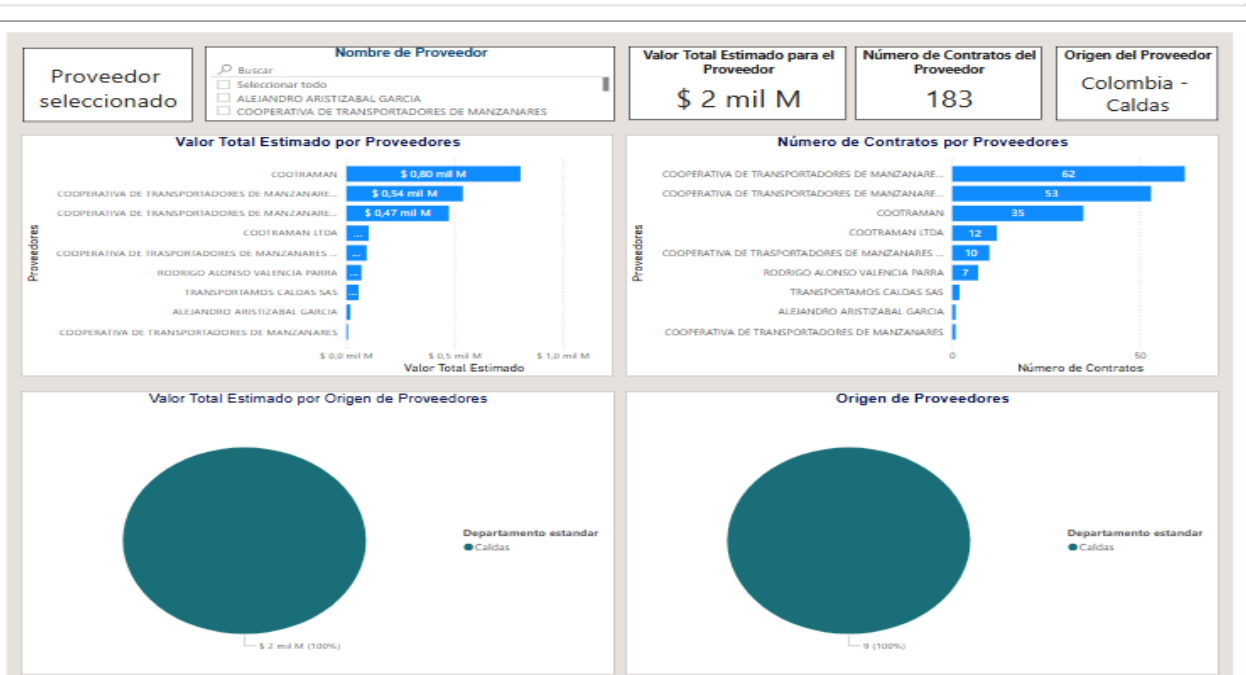 Proveedor
seleccionado
Nombre de Proveedor
Buscar
Seleccionar todo
ALEJANDRO ARISTIZABAL GARCIA
COOPERATIVA DE TRANSPORTADORES DE MANZANARES
Valor Total Estimado para el
Proveedor
$ 2 mil M
Número de Contratos del
Proveedor
183
Origen del Proveedor
Colombia -
Caldas
Valor Total Estimado por Proveedores
Proveedores
COOTRAMAN $ 0,80 mil M
COOPERATIVA DE TRANSPORTADORES DE MANZANARE... $ 0,54 mil M
COOPERATIVA DE TRANSPORTADORES DE MANZANARE... $ 0,47 mil M
COOTRAMAN LTDA ...
COOPERATIVA DE TRASPORTADORES DE MANZANARES ... ...
RODRIGO ALONSO VALENCIA PARRA ...
TRANSPORTAMOS CALDAS SAS ...
ALEJANDRO ARISTIZABAL GARCIA
COOPERATIVA DE TRANSPORTADORES DE MANZANARES
$ 0,0 mil M $ 0,5 mil M $ 1,0 mil M
Valor Total Estimado
Número de Contratos por Proveedores
Proveedores
COOPERATIVA DE TRANSPORTADORES DE MANZANARE... 62
COOPERATIVA DE TRANSPORTADORES DE MANZANARE... 53
COOTRAMAN 35
COOTRAMAN LTDA 12
COOPERATIVA DE TRASPORTADORES DE MANZANARES ... 10
RODRIGO ALONSO VALENCIA PARRA 7
TRANSPORTAMOS CALDAS SAS
ALEJANDRO ARISTIZABAL GARCIA
COOPERATIVA DE TRANSPORTADORES DE MANZANARES
0 50
Número de Contratos
Valor Total Estimado por Origen de Proveedores
Departamento estandar
Caldas
$ 2 mil M (100%)
Origen de Proveedores
Departamento estandar
Caldas
9 (100%)